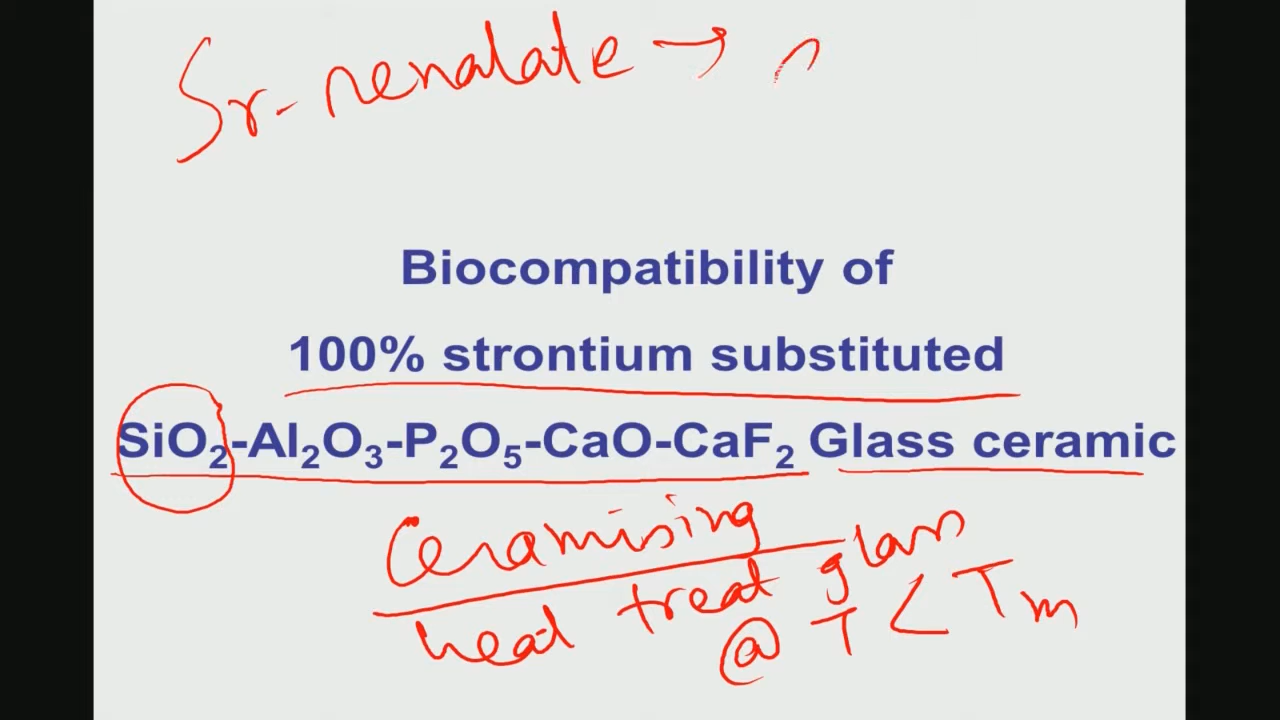 Sr-renalate →
Biocompatibility of
100% strontium substituted
SiO₂-Al₂O₃-P₂O₅-CaO-CaF₂ Glass ceramic
Ceramising
heat treat glass
@ T < Tm